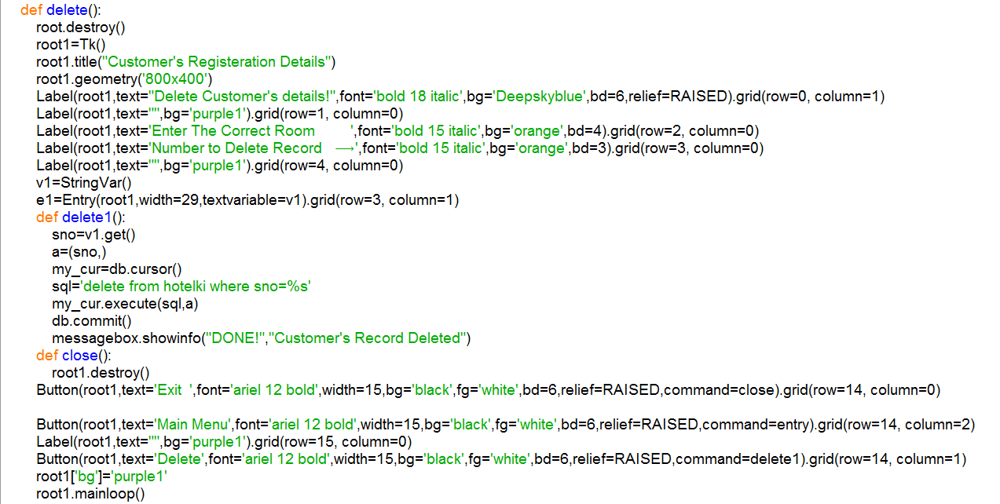 def delete():
    root.destroy()
    root1=Tk()
    root1.title("Customer's Registeration Details")
    root1.geometry('800x400')
    Label(root1,text="Delete Customer's details!",font='bold 18 italic',bg='Deepskyblue',bd=6,relief=RAISED).grid(row=0, column=1)
    Label(root1,text="",bg='purple1').grid(row=1, column=0)
    Label(root1,text='Enter The Correct Room         ',font='bold 15 italic',bg='orange',bd=4).grid(row=2, column=0)
    Label(root1,text='Number to Delete Record   ⟶',font='bold 15 italic',bg='orange',bd=3).grid(row=3, column=0)
    Label(root1,text="",bg='purple1').grid(row=4, column=0)
    v1=StringVar()
    e1=Entry(root1,width=29,textvariable=v1).grid(row=3, column=1)
    def delete1():
        sno=v1.get()
        a=(sno,)
        my_cur=db.cursor()
        sql='delete from hotelki where sno=%s'
        my_cur.execute(sql,a)
        db.commit()
        messagebox.showinfo("DONE!","Customer's Record Deleted")
    def close():
        root1.destroy()
    Button(root1,text='Exit  ',font='ariel 12 bold',width=15,bg='black',fg='white',bd=6,relief=RAISED,command=close).grid(row=14, column=0)
    Button(root1,text='Main Menu',font='ariel 12 bold',width=15,bg='black',fg='white',bd=6,relief=RAISED,command=entry).grid(row=14, column=2)
    Label(root1,text="",bg='purple1').grid(row=15, column=0)
    Button(root1,text='Delete',font='ariel 12 bold',width=15,bg='black',fg='white',bd=6,relief=RAISED,command=delete1).grid(row=14, column=1)
    root1['bg']='purple1'
    root1.mainloop()